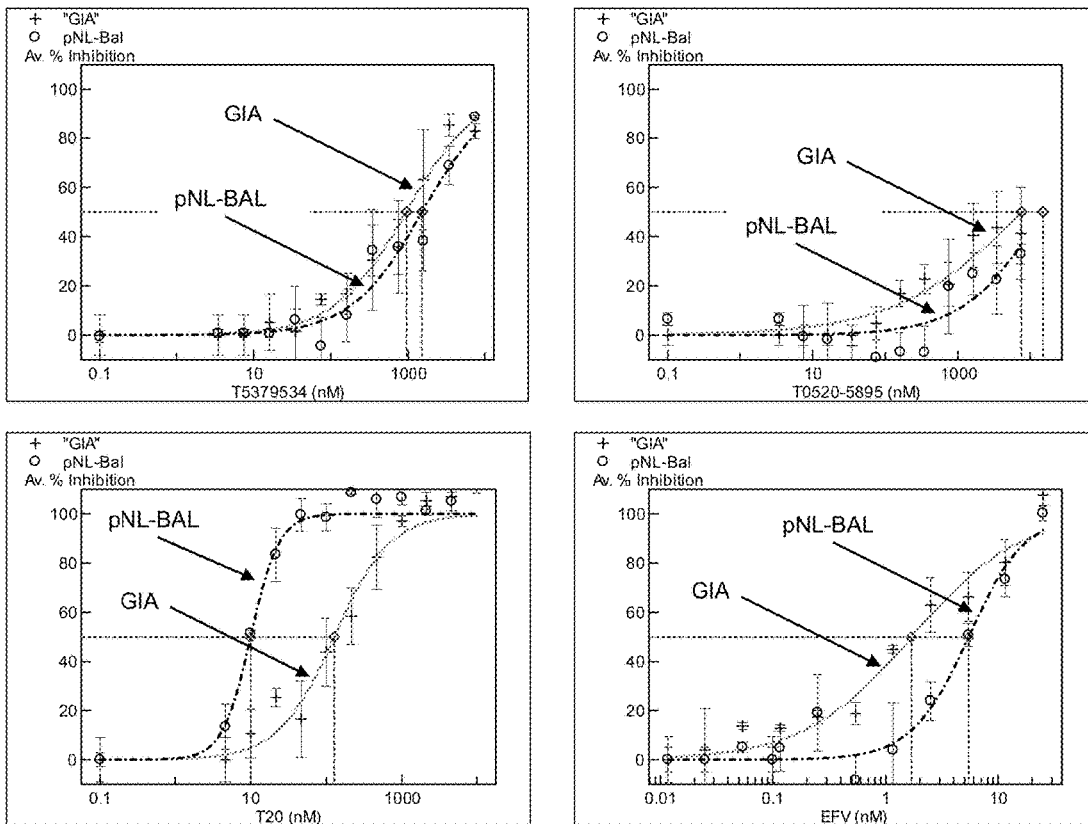 + "GIA"
o pNL-Bal
Av. % Inhibition
100
80
60
40
20
0
GIA
pNL-BAL
0.1 10 1000
T5379534 (nM)
+ "GIA"
o pNL-Bal
Av. % Inhibition
100
80
60
40
20
0
GIA
pNL-BAL
0.1 10 1000
T0520-5895 (nM)
+ "GIA"
o pNL-Bal
Av. % Inhibition
100
80
60
40
20
0
pNL-BAL
GIA
0.1 10 1000
T20 (nM)
+ "GIA"
o pNL-Bal
Av. % Inhibition
100
80
60
40
20
0
pNL-BAL
GIA
0.01 0.1 1 10
EFV (nM)